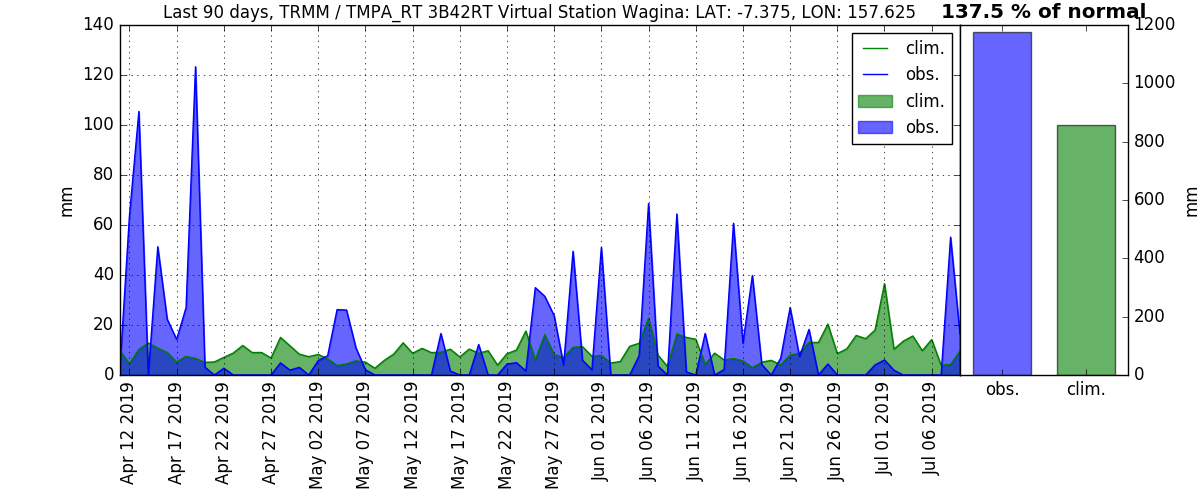 Last 90 days, TRMM / TMPA_RT 3B42RT Virtual Station Wagina: LAT: -7.375, LON: 157.625
137.5 % of normal
140
120
100
80
60
40
20
0
mm
clim.
obs.
clim.
obs.
1200
1000
800
600
400
200
0
mm
Apr 12 2019
Apr 17 2019
Apr 22 2019
Apr 27 2019
May 02 2019
May 07 2019
May 12 2019
May 17 2019
May 22 2019
May 27 2019
Jun 01 2019
Jun 06 2019
Jun 11 2019
Jun 16 2019
Jun 21 2019
Jun 26 2019
Jul 01 2019
Jul 06 2019
obs.
clim.